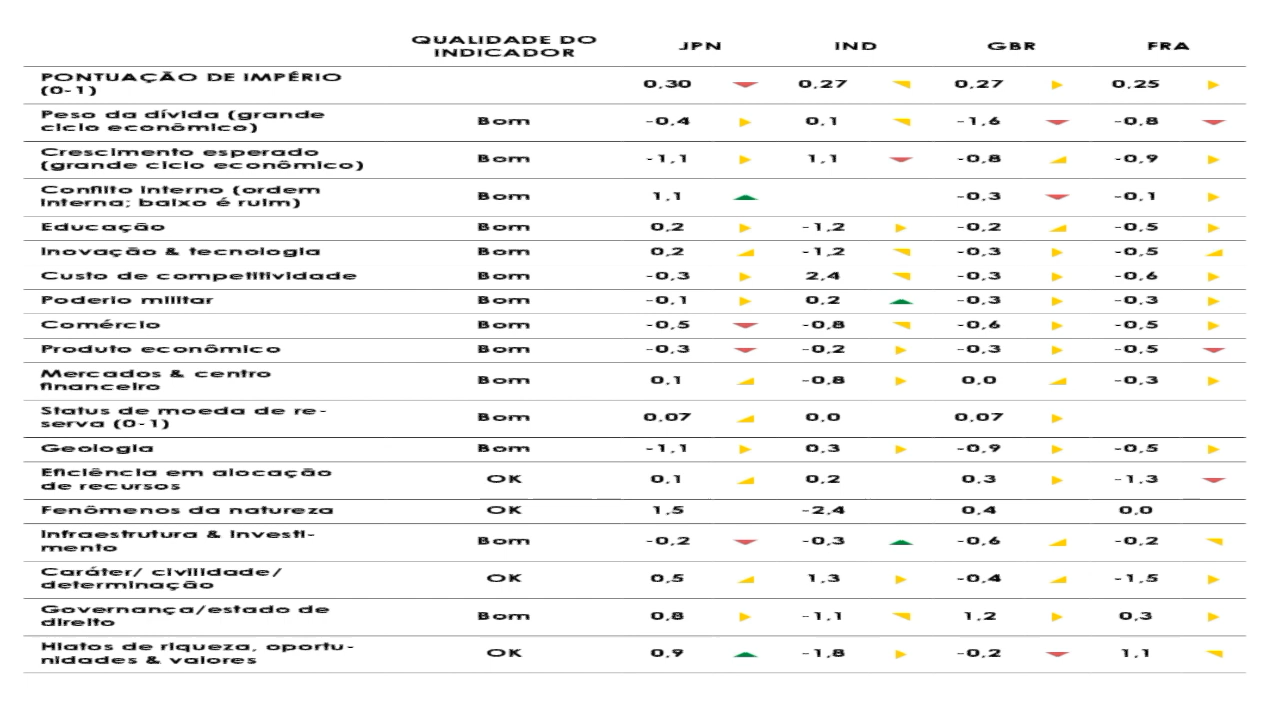 QUALIDADE DO
INDICADOR JPN IND GBR FRA
PONTUAÇÃO DE IMPÉRIO
(0-1) 0,30 0,27 0,27 0,25
Peso da dívida (grande
ciclo econômico) Bom -0,4 0,1 -1,6 -0,8
Crescimento esperado
(grande ciclo econômico) Bom -1,1 1,1 -0,8 -0,9
Conflito interno (ordem
interna; baixo é ruim) Bom 1,1 -0,3 -0,1
Educação Bom 0,2 -1,2 -0,2 -0,5
Inovação & tecnologia Bom 0,2 -1,2 -0,3 -0,5
Custo de competitividade Bom -0,3 2,4 -0,3 -0,6
Poderio militar Bom -0,1 0,2 -0,3 -0,3
Comércio Bom -0,5 -0,8 -0,6 -0,5
Produto econômico Bom -0,3 -0,2 -0,3 -0,5
Mercados & centro
financeiro Bom 0,1 -0,8 0,0 -0,3
Status de moeda de re-
serva (0-1) Bom 0,07 0,0 0,07
Geologia Bom -1,1 0,3 -0,9 -0,5
Eficiência em alocação
de recursos OK 0,1 0,2 0,3 -1,3
Fenômenos da natureza OK 1,5 -2,4 0,4 0,0
Infraestrutura & investi-
mento Bom -0,2 -0,3 -0,6 -0,2
Caráter/ civilidade/
determinação OK 0,5 1,3 -0,4 -1,5
Governança/estado de
direito Bom 0,8 -1,1 1,2 0,3
Hiatos de riqueza, oportu-
nidades & valores OK 0,9 -1,8 -0,2 1,1